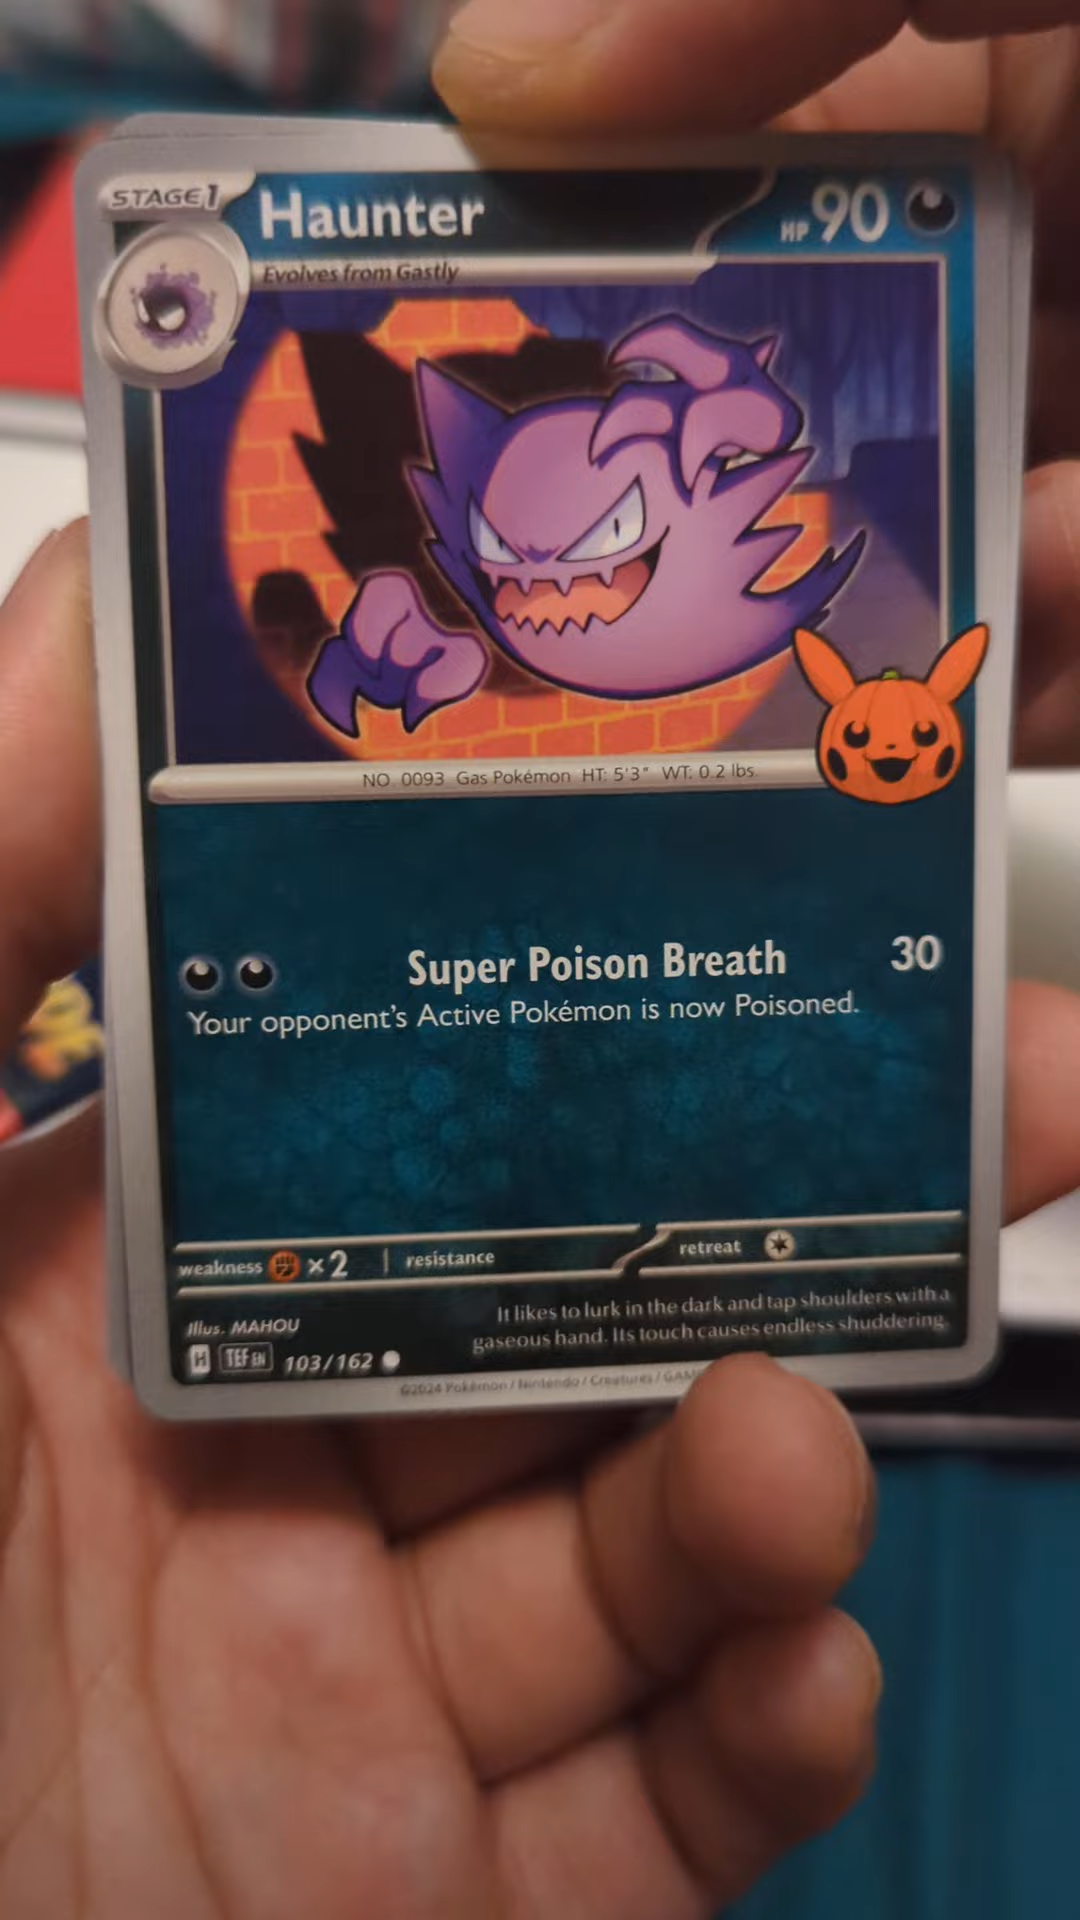 STAGE 1
Haunter
HP 90
Evolves from Gastly
NO. 0093 Gas Pokémon HT: 5'3" WT: 0.2 lbs.
Super Poison Breath 30
Your opponent's Active Pokémon is now Poisoned.
weakness ×2 resistance
retreat
It likes to lurk in the dark and tap shoulders with a
gaseous hand. Its touch causes endless shuddering.
Illus. MAHOU
H TEF EN 103/162
©2024 Pokémon / Nintendo / Creatures / GAM